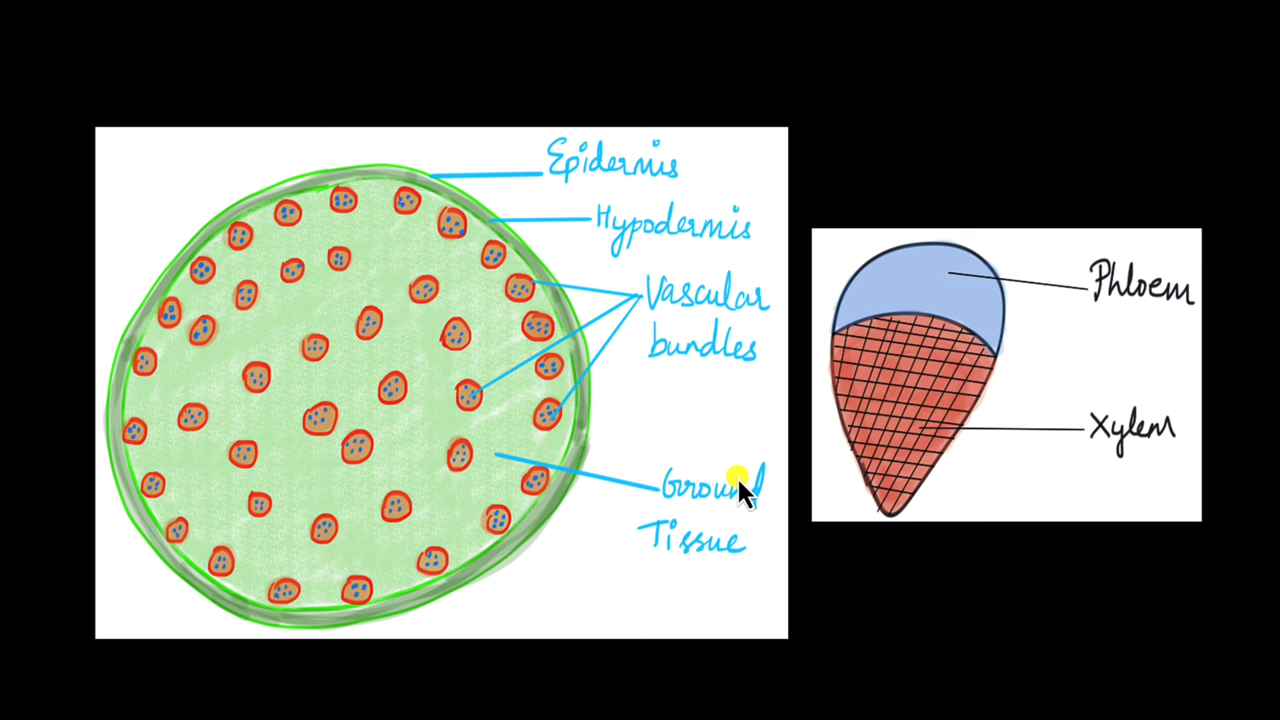 Epidermis
Hypodermis
Vascular
bundles
Ground
Tissue
Phloem
Xylem